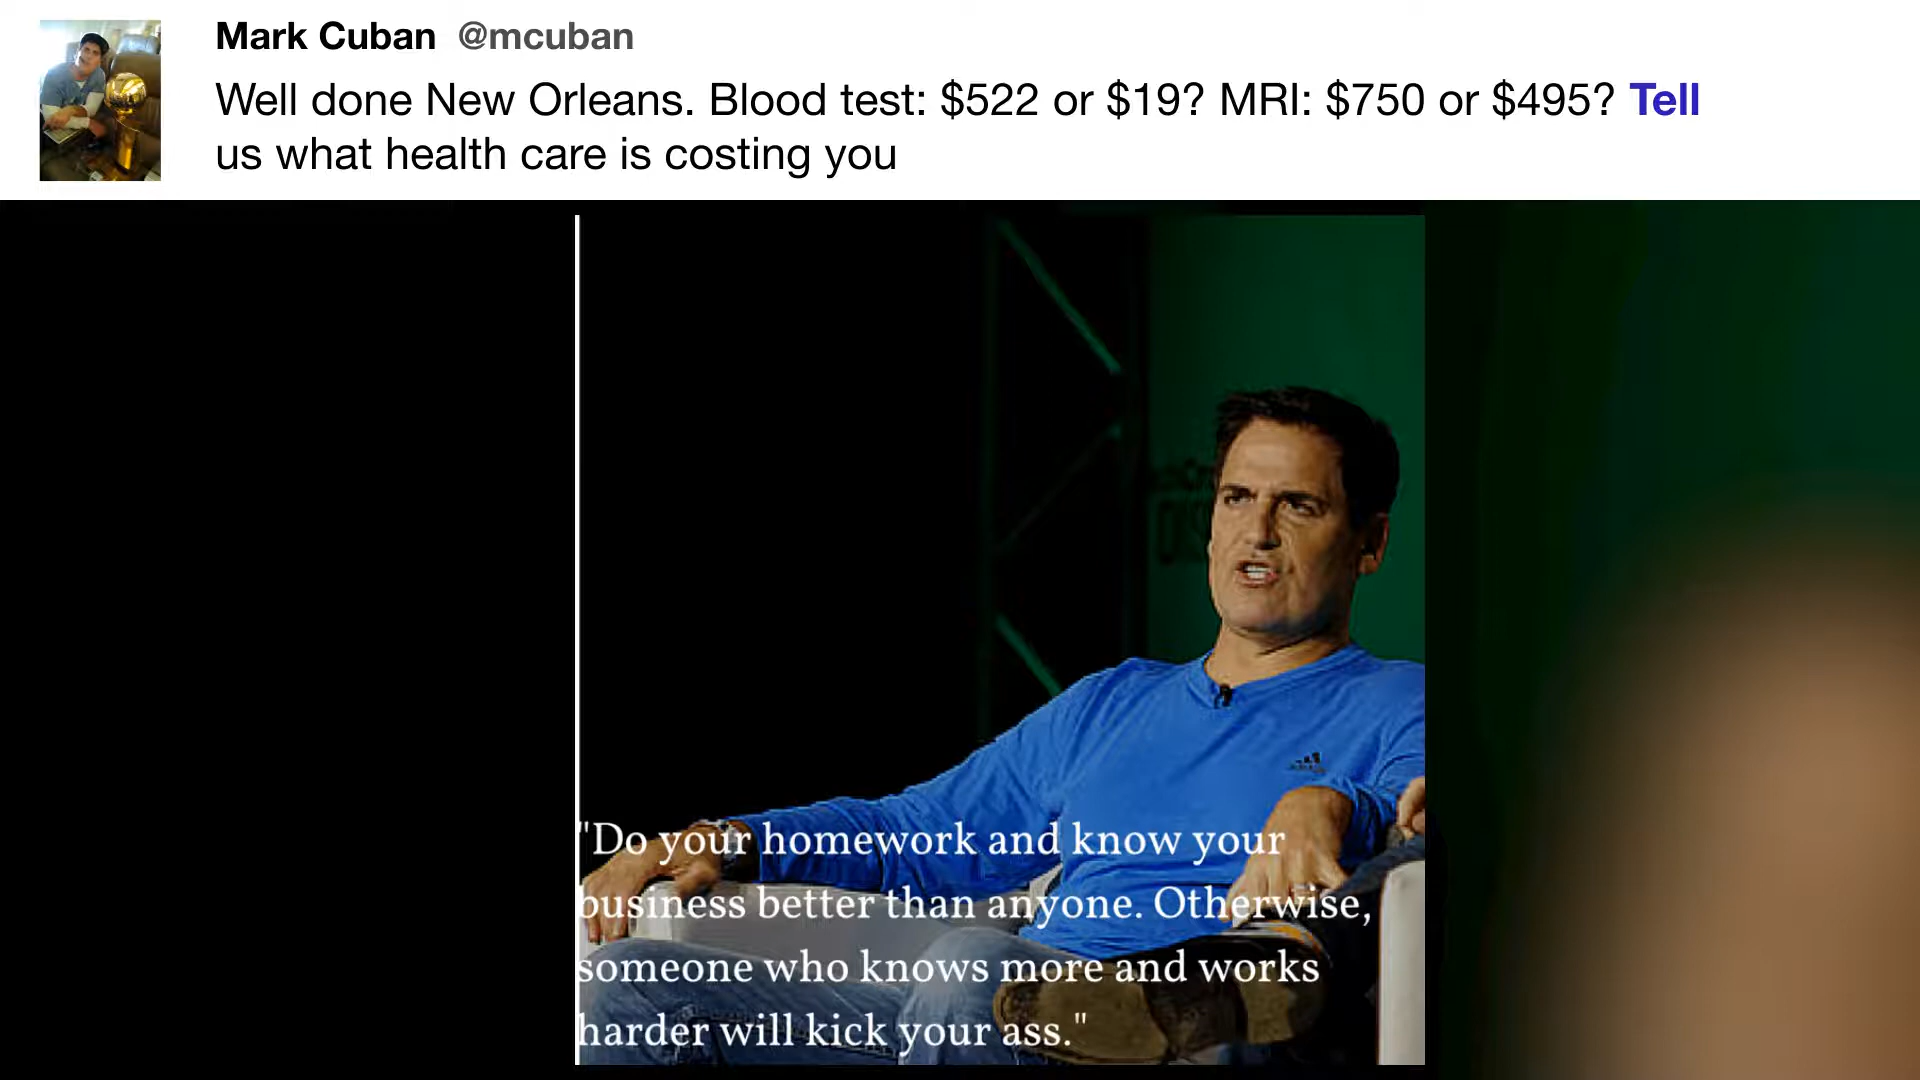 Mark Cuban @mcuban
Well done New Orleans. Blood test: $522 or $19? MRI: $750 or $495? Tell
us what health care is costing you
"Do your homework and know your
business better than anyone. Otherwise,
someone who knows more and works
harder will kick your ass."